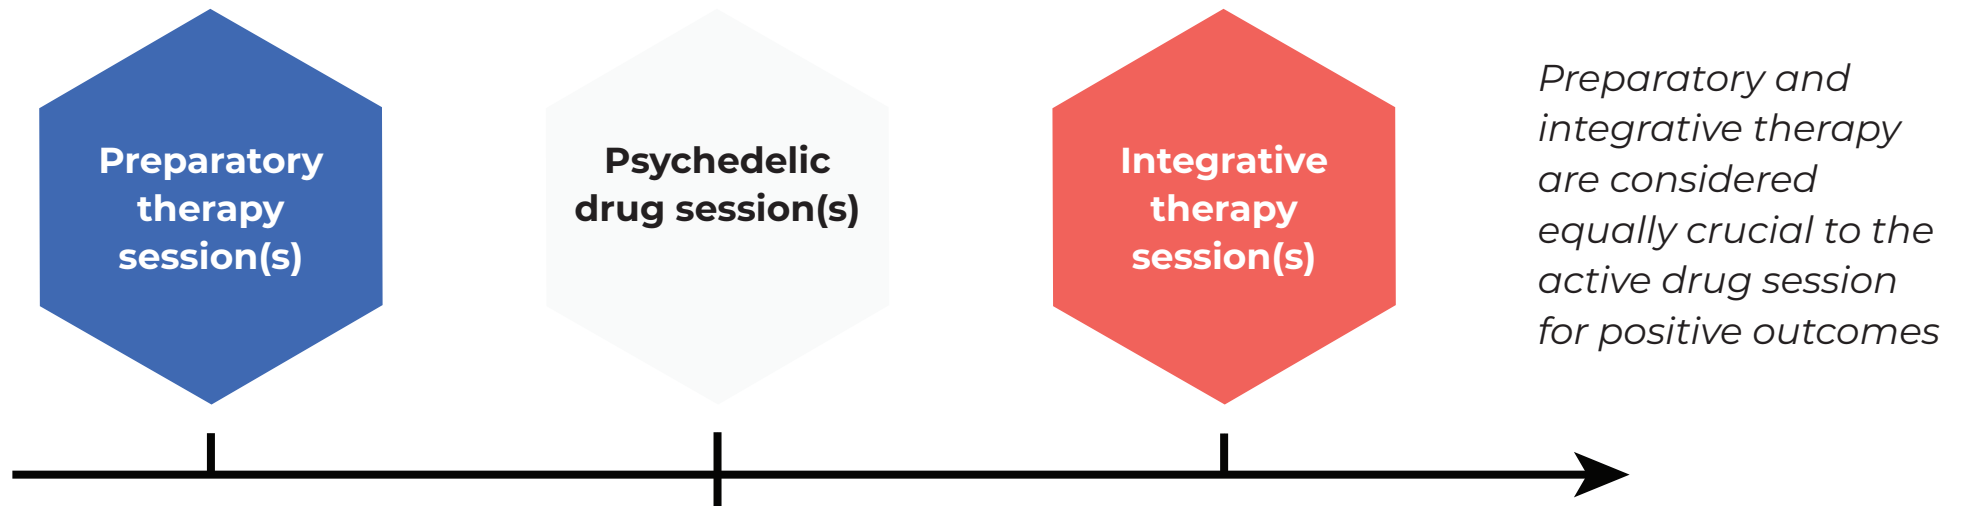 Preparatory
therapy
session(s)
Psychedelic
drug session(s)
Integrative
therapy
session(s)
Preparatory and
integrative therapy
are considered
equally crucial to the
active drug session
for positive outcomes